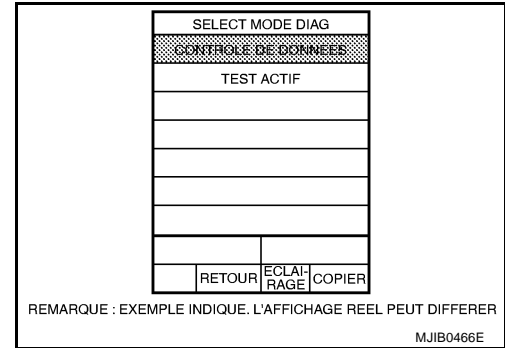 SELECT MODE DIAG
CONTROLE DE DONNEES
TEST ACTIF
RETOUR
ECLAI-
RAGE
COPIER
REMARQUE : EXEMPLE INDIQUE. L'AFFICHAGE REEL PEUT DIFFERER
MJIB0466E